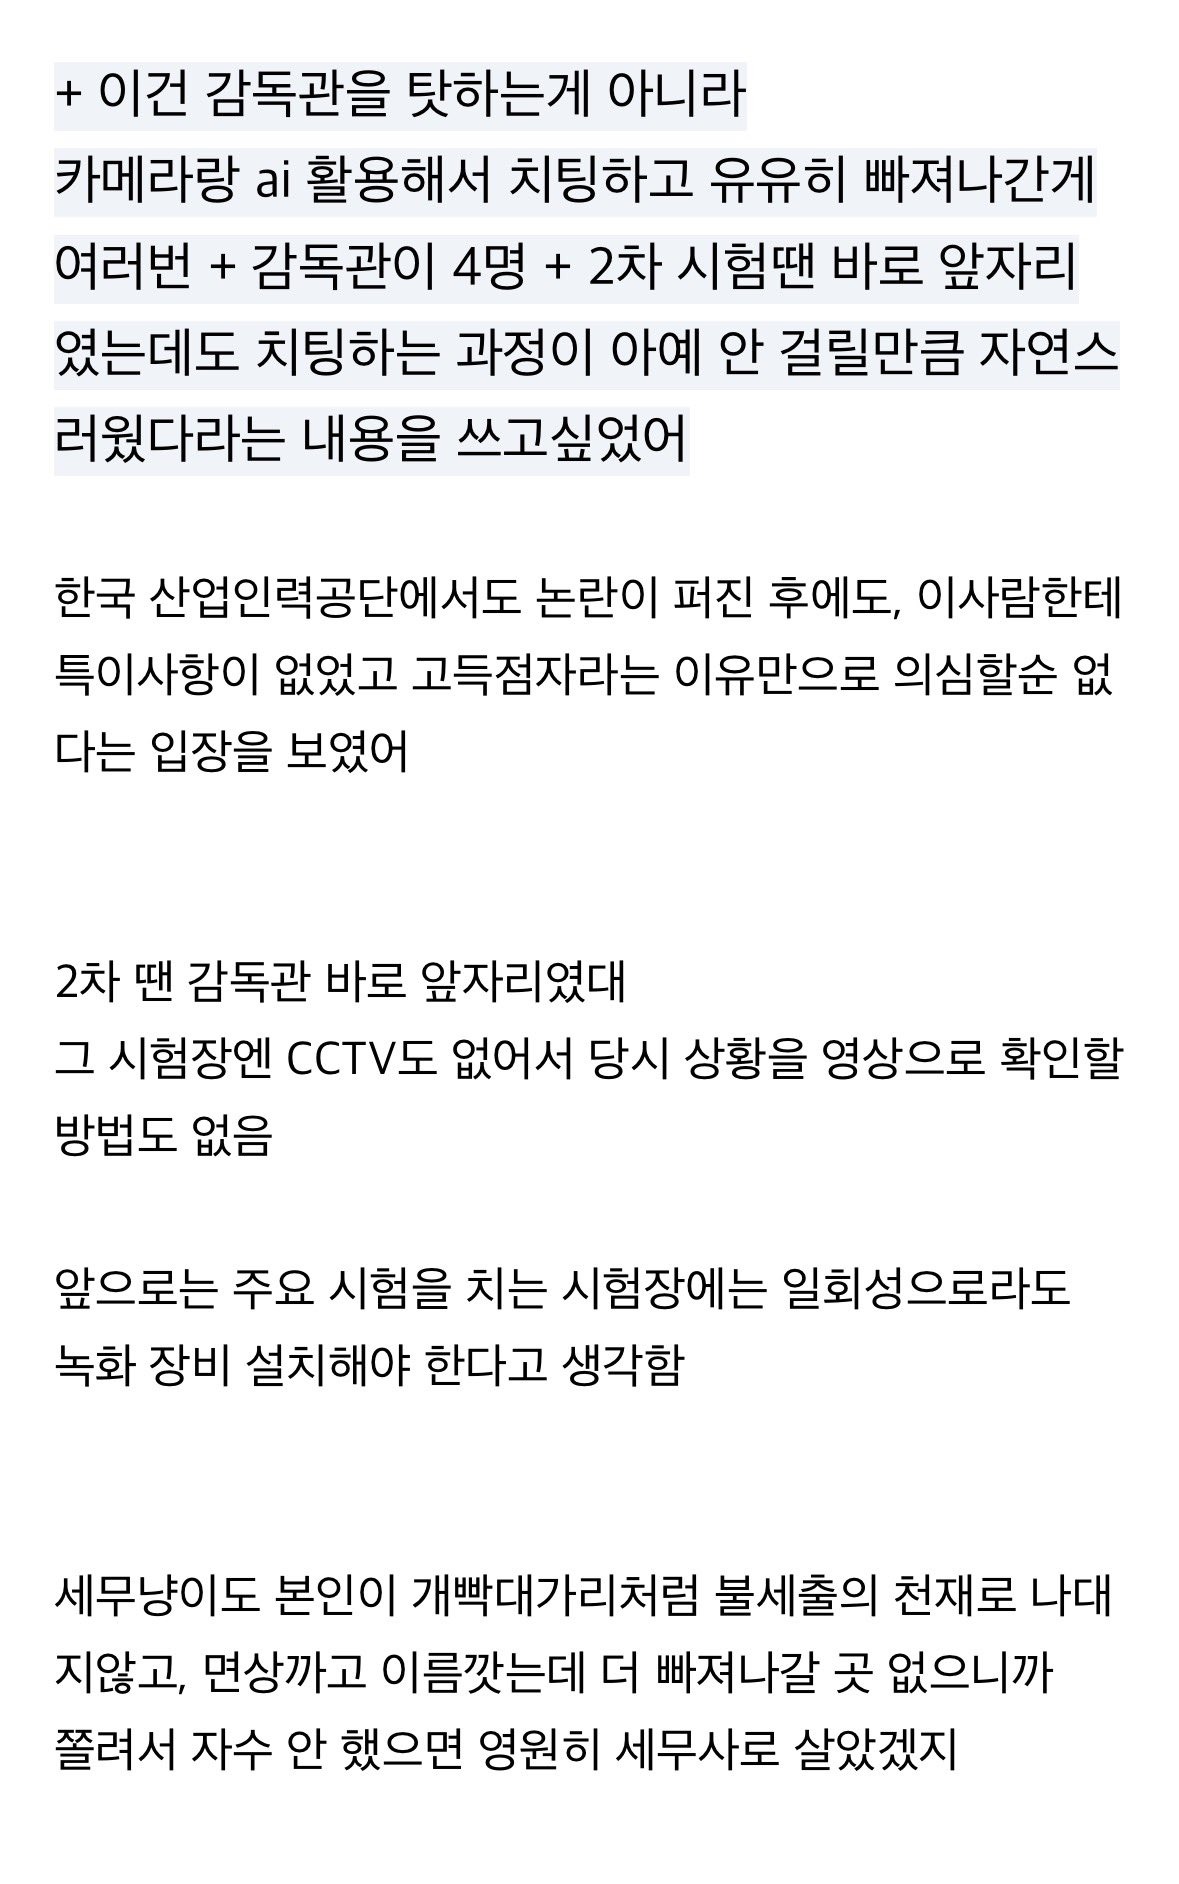 + 이건 감독관을 탓하는게 아니라
카메라랑 ai 활용해서 치팅하고 유유히 빠져나간게
여러번 + 감독관이 4명 + 2차 시험땐 바로 앞자리
였는데도 치팅하는 과정이 아예 안 걸릴만큼 자연스
러웠다라는 내용을 쓰고싶었어
한국 산업인력공단에서도 논란이 퍼진 후에도, 이사람한테
특이사항이 없었고 고득점자라는 이유만으로 의심할순 없
다는 입장을 보였어
2차 땐 감독관 바로 앞자리였대
그 시험장엔 CCTV도 없어서 당시 상황을 영상으로 확인할
방법도 없음
앞으로는 주요 시험을 치는 시험장에는 일회성으로라도
녹화 장비 설치해야 한다고 생각함
세무냥이도 본인이 개빡대가리처럼 불세출의 천재로 나대
지않고, 면상까고 이름깟는데 더 빠져나갈 곳 없으니까
쫄려서 자수 안 했으면 영원히 세무사로 살았겠지